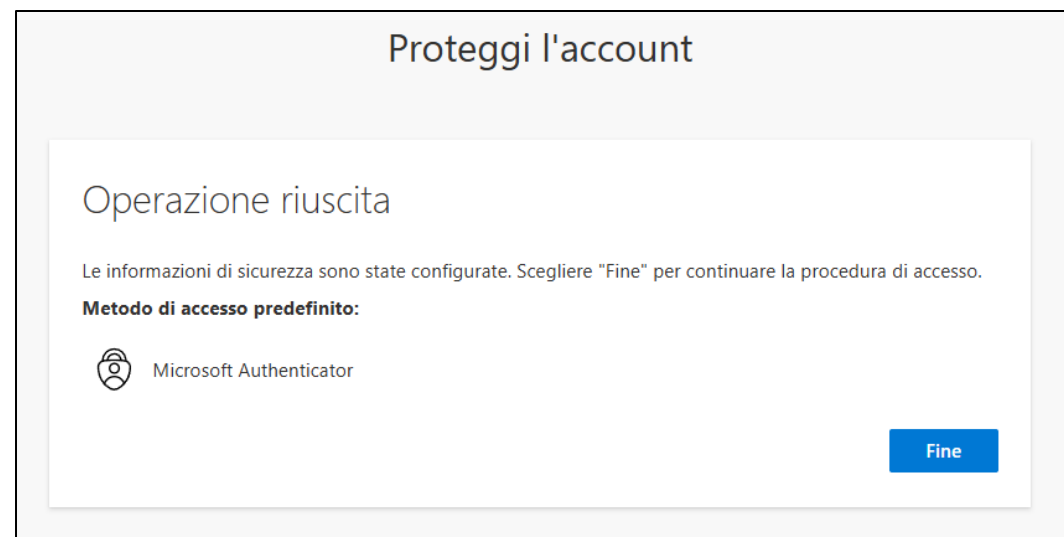 Proteggi l'account
Operazione riuscita
Le informazioni di sicurezza sono state configurate. Scegliere "Fine" per continuare la procedura di accesso.
Metodo di accesso predefinito:
Microsoft Authenticator
Fine